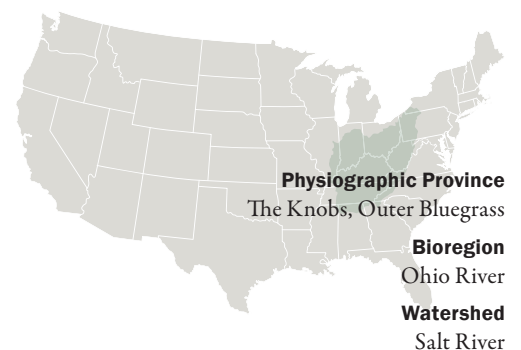 Physiographic Province
The Knobs, Outer Bluegrass
Bioregion
Ohio River
Watershed
Salt River